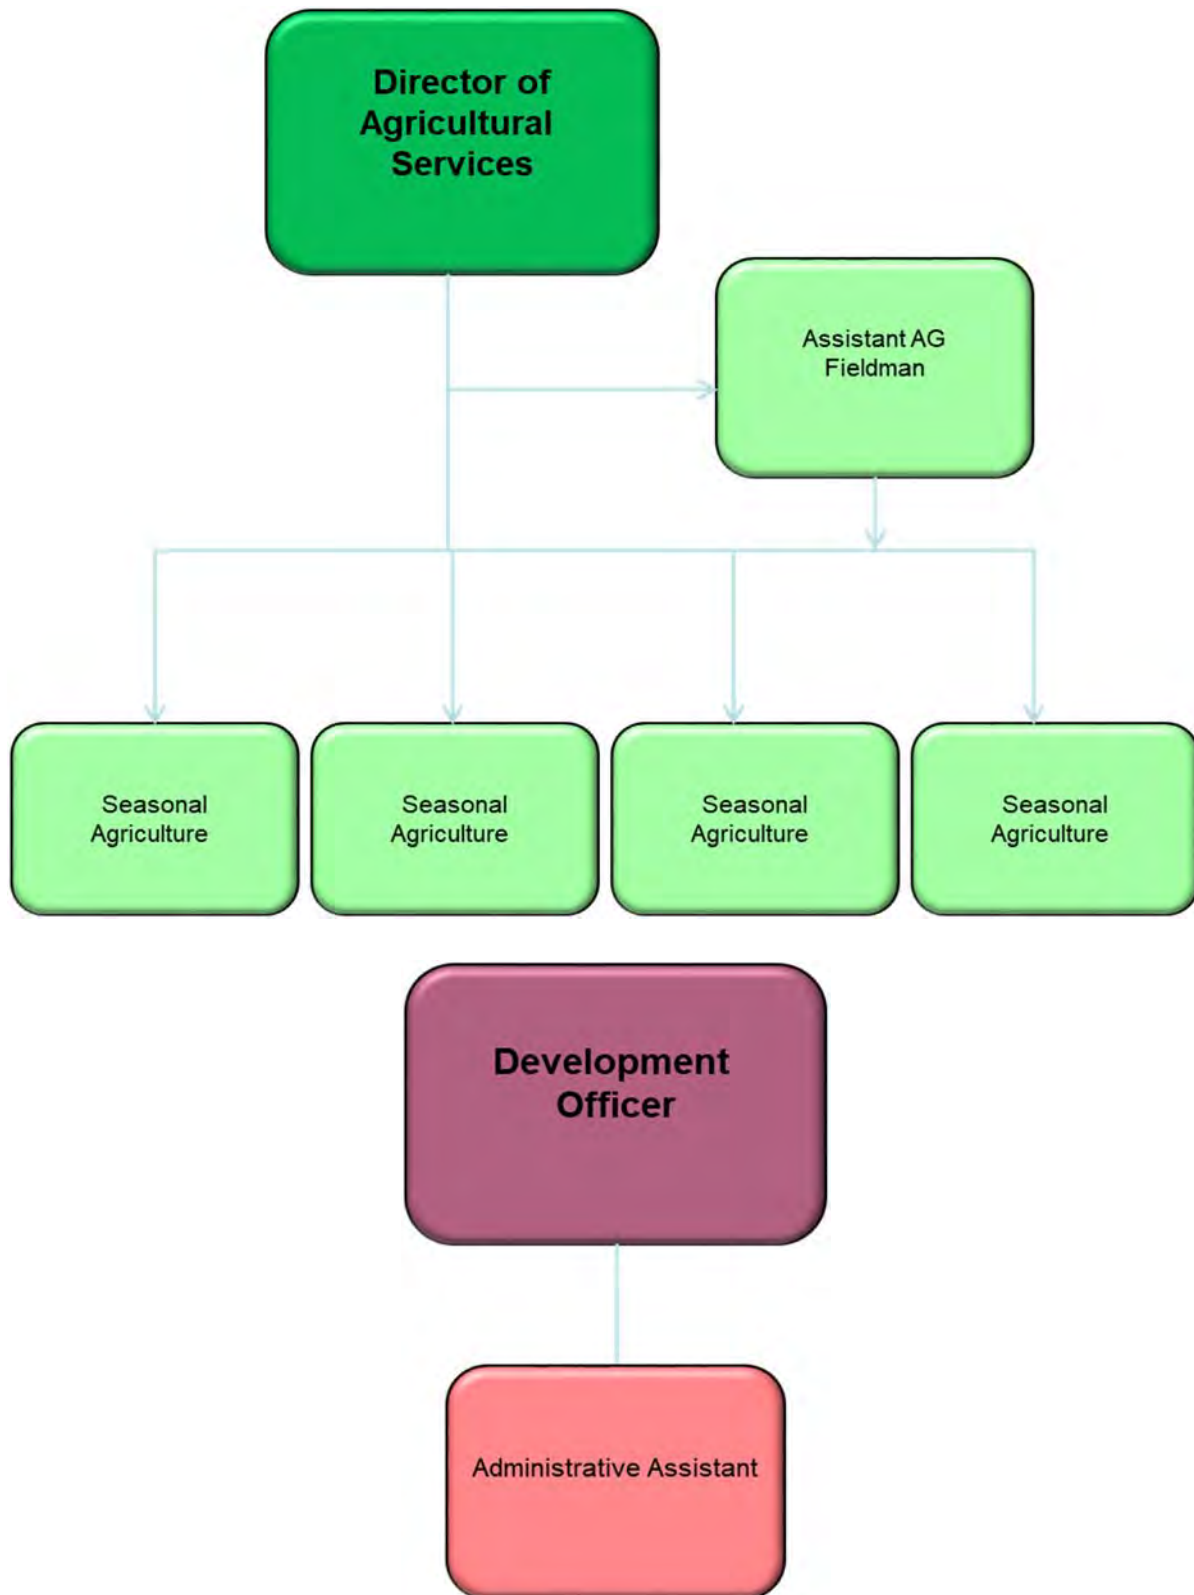 Director of
Agricultural
Services
Assistant AG
Fieldman
Seasonal
Agriculture
Seasonal
Agriculture
Seasonal
Agriculture
Seasonal
Agriculture
Development
Officer
Administrative Assistant